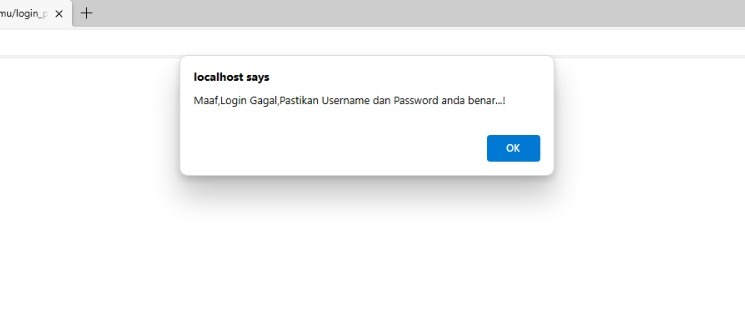 mu/login_p
localhost says
Maaf,Login Gagal,Pastikan Username dan Password anda benar...!
OK